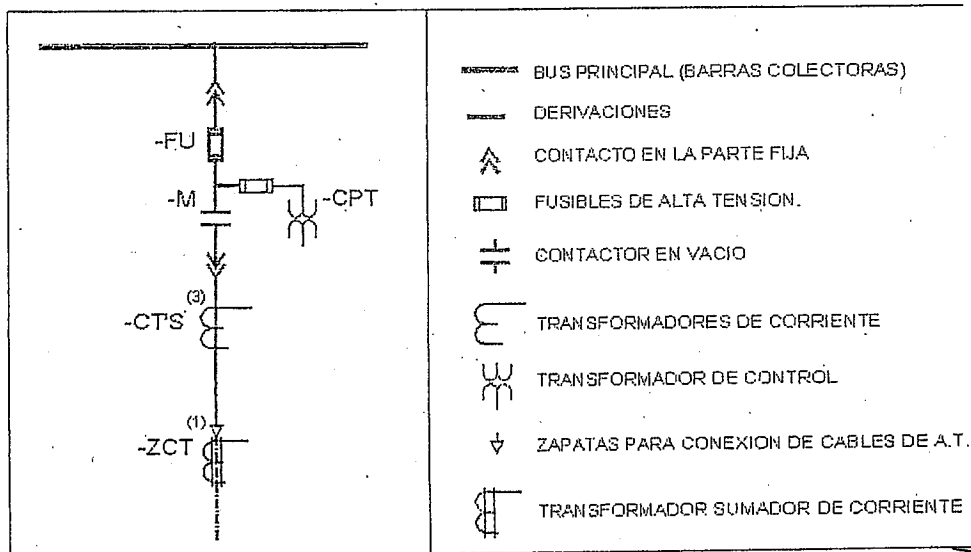 -FU
-M
-CPT
(3)
-CT'S
(1)
-ZCT
BUS PRINCIPAL (BARRAS COLECTORAS)
DERIVACIONES
CONTACTO EN LA PARTE FIJA
FUSIBLES DE ALTA TENSION.
CONTACTOR EN VACIO
TRANSFORMADORES DE CORRIENTE
TRANSFORMADOR DE CONTROL
ZAPATAS PARA CONEXION DE CABLES DE A.T.
TRANSFORMADOR SUMADOR DE CORRIENTE